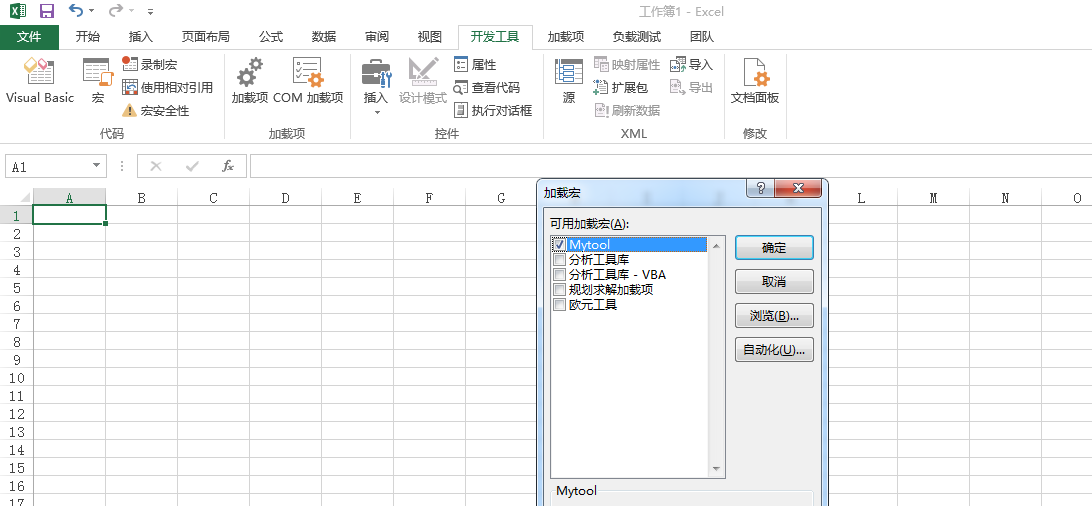 工作簿1 - Excel
文件 开始 插入 页面布局 公式 数据 审阅 视图 开发工具 加载项 负载测试 团队
Visual Basic
宏
录制宏
使用相对引用
宏安全性
代码
加载项
COM 加载项
加载项
插入
设计模式
属性
查看代码
执行对话框
控件
源
映射属性
扩展包
刷新数据
导入
导出
XML
文档面板
修改
A1
fx
A B C D E F G L M N O
1
2
3
4
5
6
7
8
9
10
11
12
13
14
15
16
17
加载宏
?
可用加载宏(A):
Mytool
分析工具库
分析工具库 - VBA
规划求解加载项
欧元工具
确定
取消
浏览(B)...
自动化(U)...
Mytool